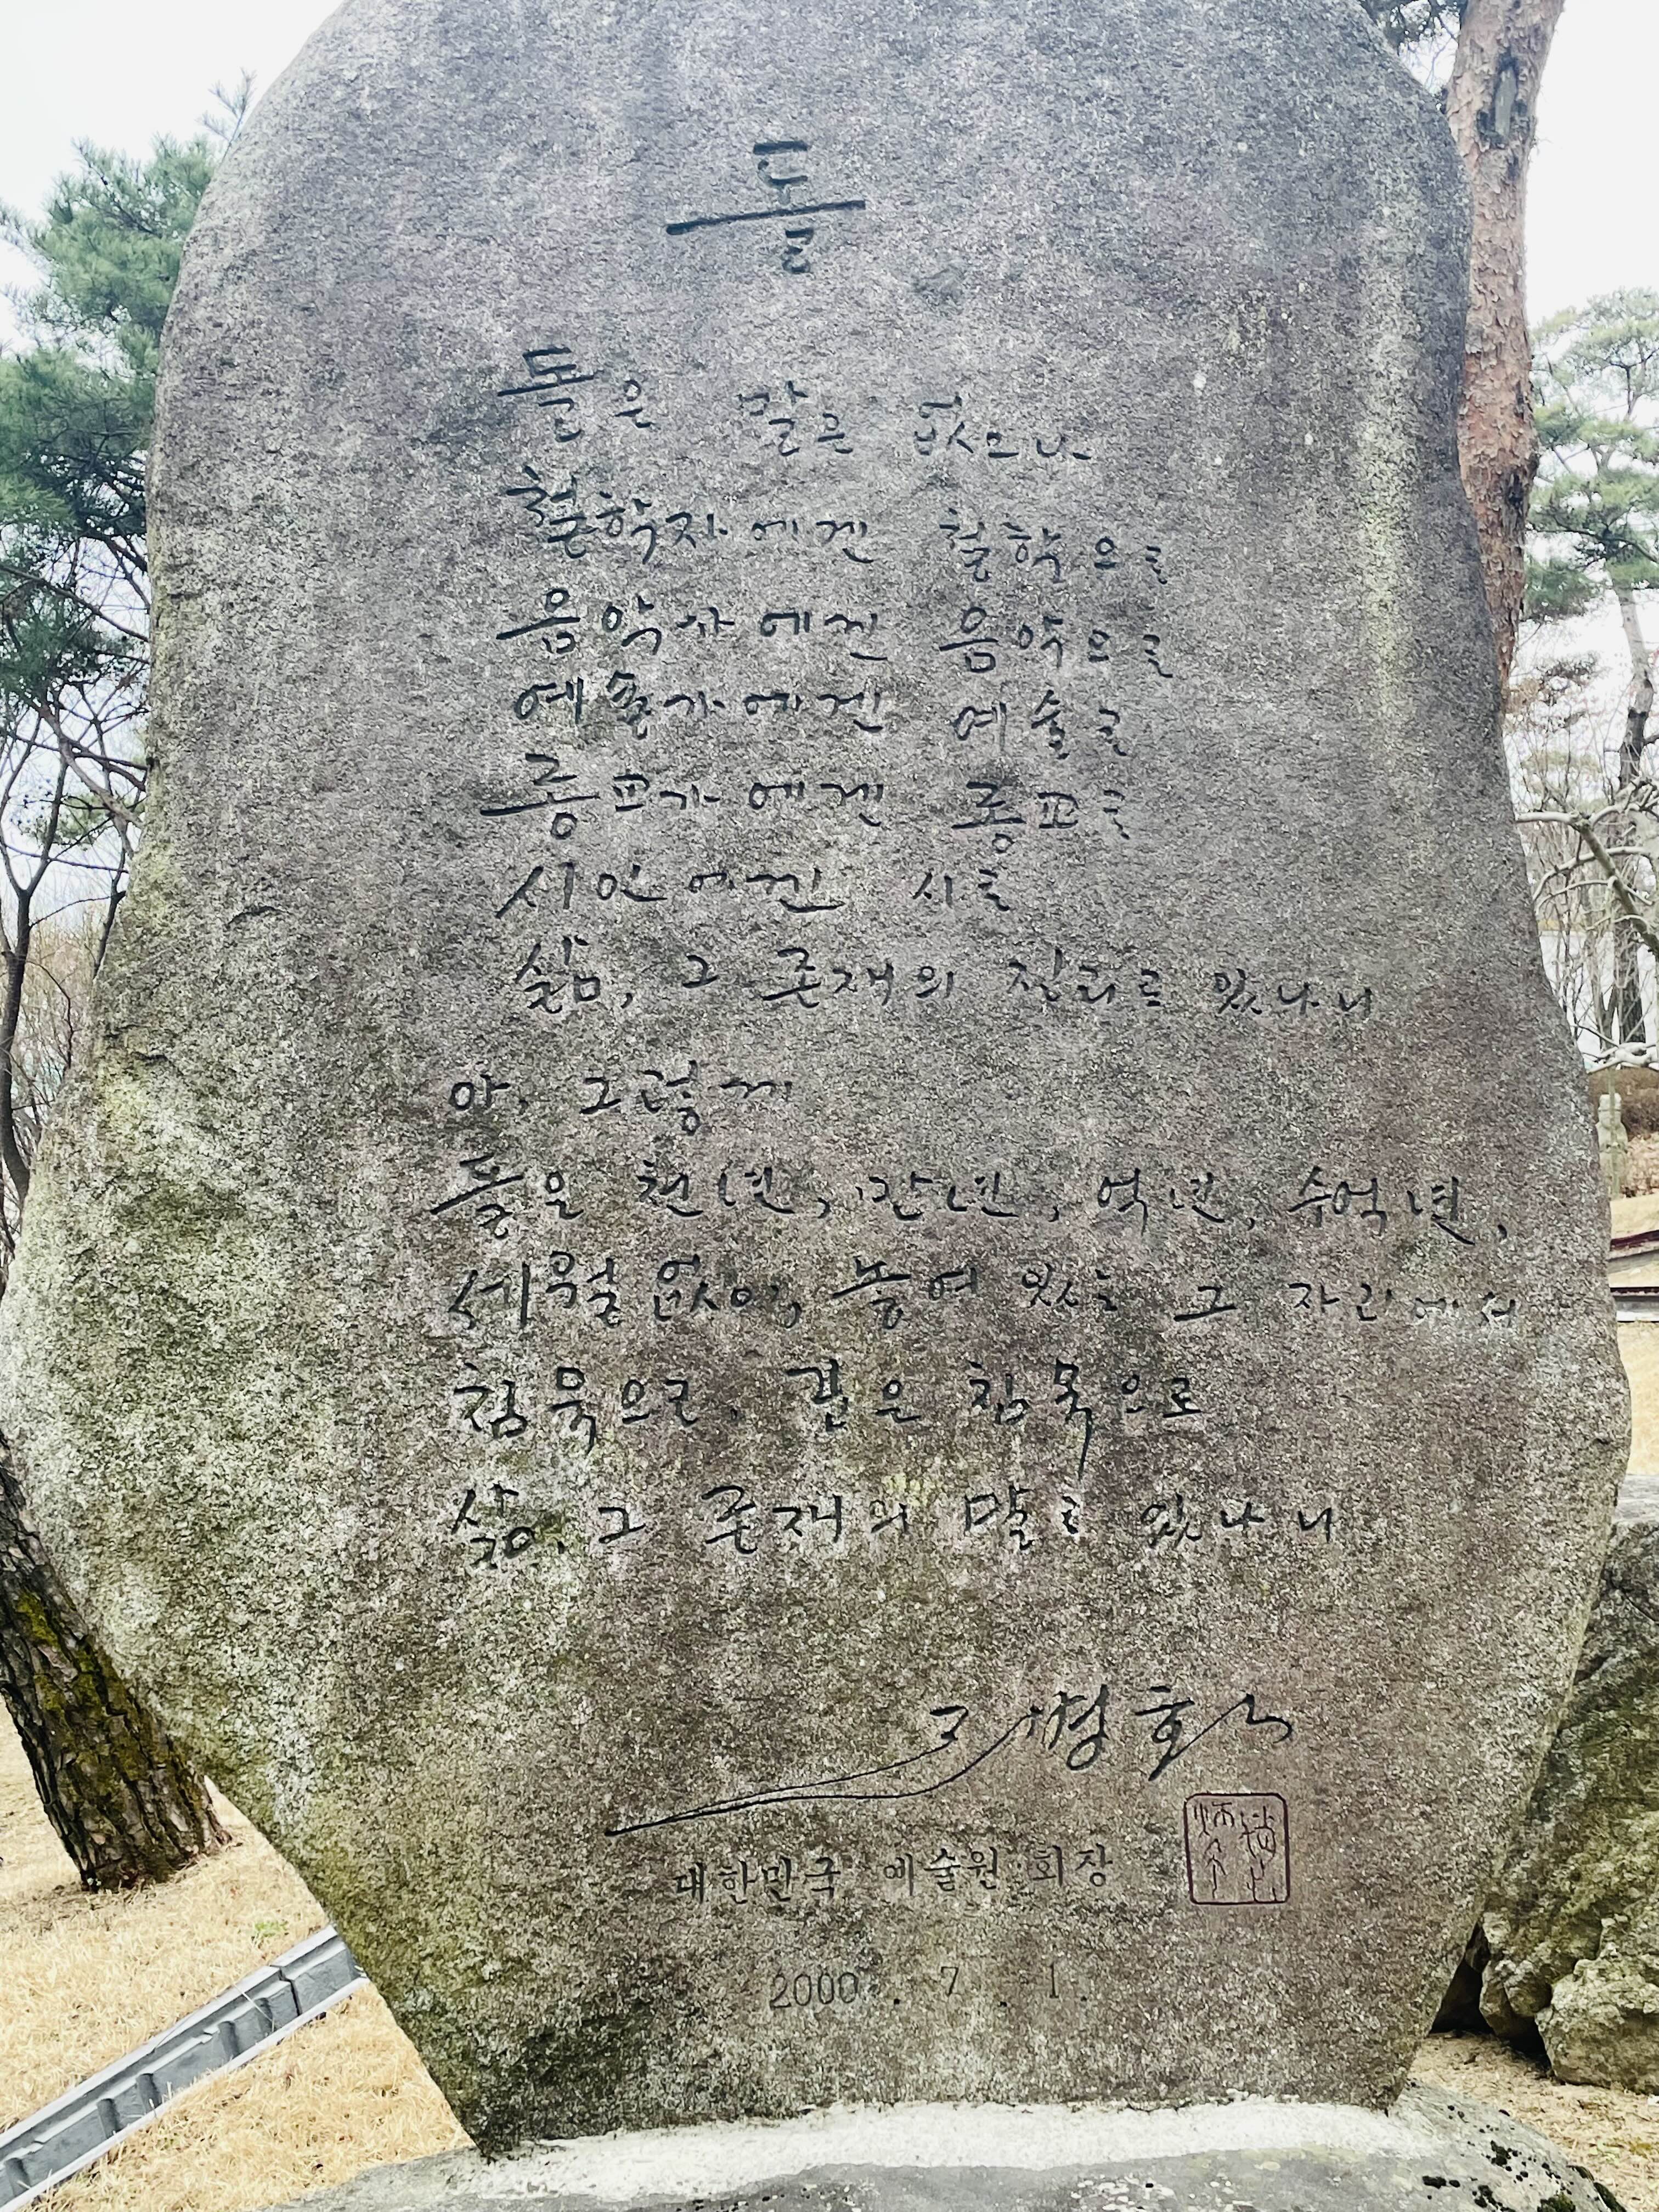 돌
돌은 말은 없으나
철학자에겐 철학으로
음악가에겐 음악으로
예술가에겐 예술로
종교가에겐 종교로
시인에겐 시로
삶, 그 존재의 진리로 있나니
아, 그렇게
돌은 천년, 만년, 억년, 수억년,
세월없이, 놓여 있는 그 자리에서
침묵으로, 깊은 침묵으로
삶, 그 존재의 말로 있나니
조병화
대한민국 예술원 회장
2000 . 7 . 1.